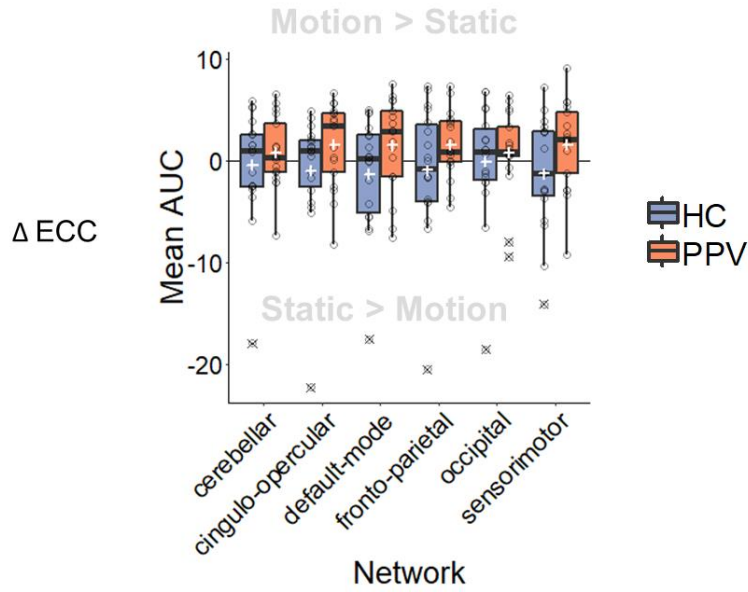 Motion > Static
10
0
-10
-20
Mean AUC
Δ ECC
Static > Motion
HC
PPV
cerebellar
cingulo-opercular
default-mode
fronto-parietal
occipital
sensorimotor
Network